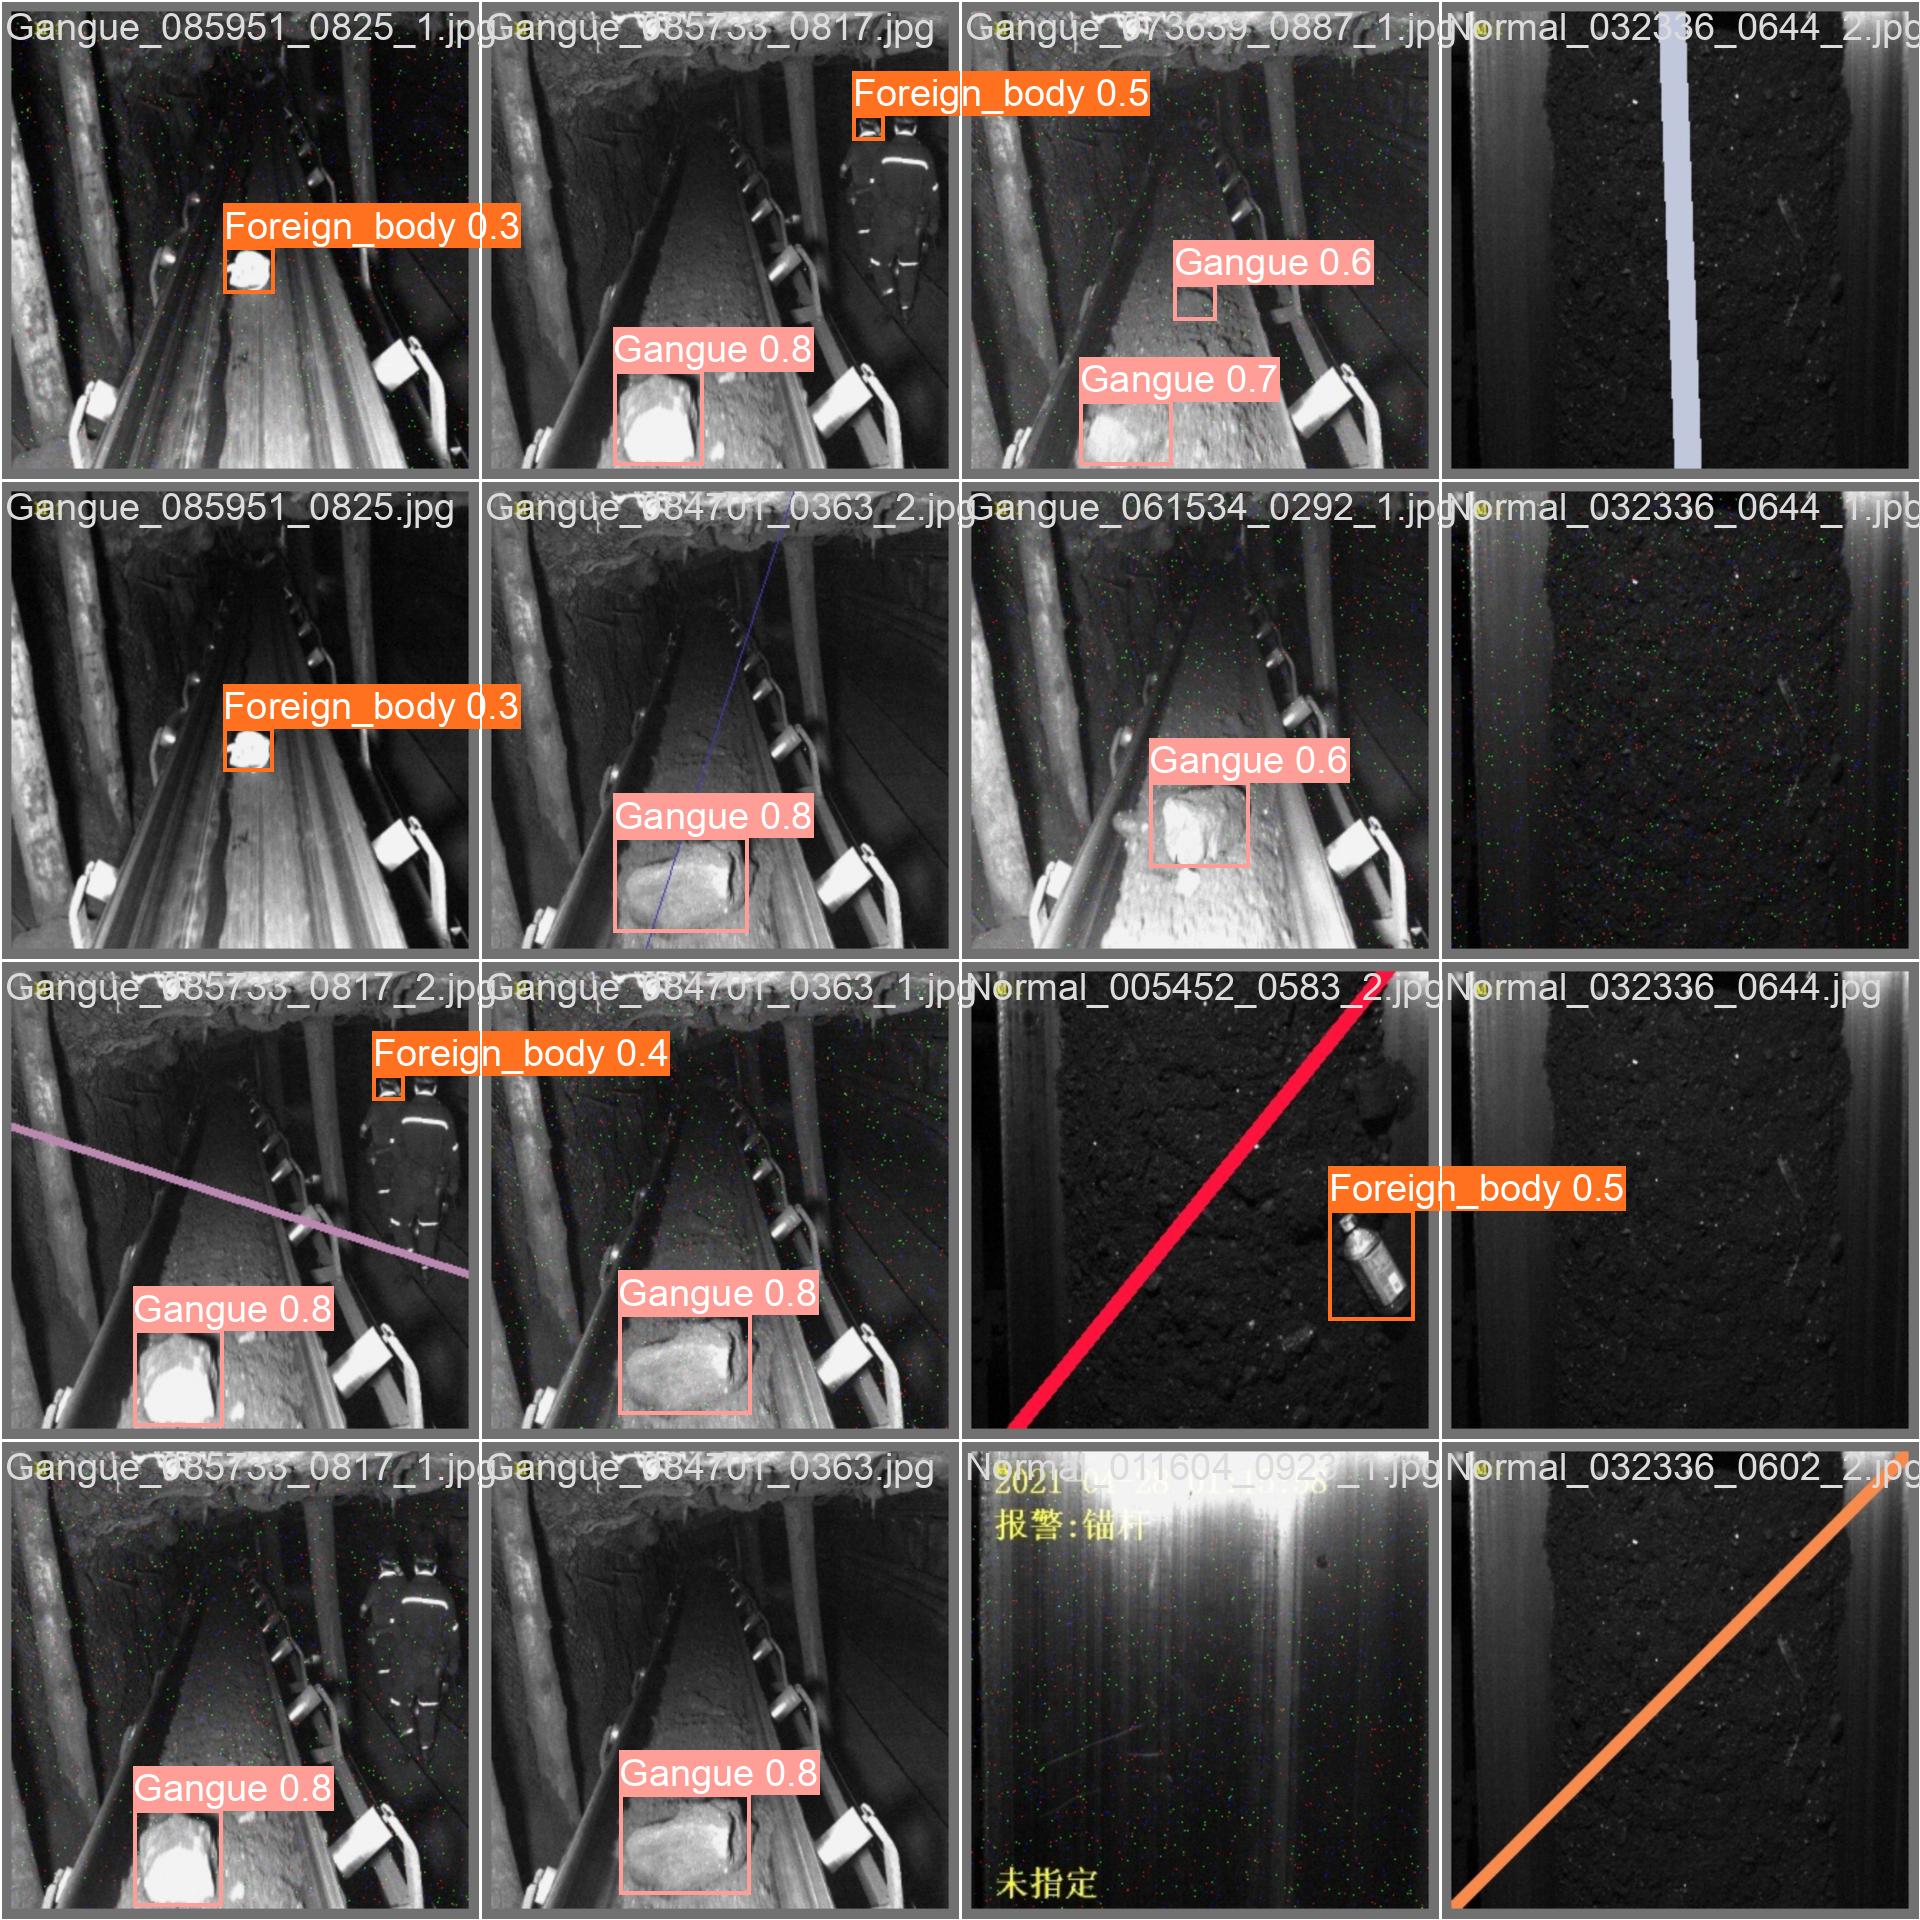 Gangue_085951_0825_1.jpg
Gangue_085733_0817.jpg
Gangue_073639_0887_1.jpg
Normal_032336_0644_2.jpg
Foreign_body 0.3
Foreign_body 0.5
Gangue 0.8
Gangue 0.6
Gangue 0.7
Gangue_085951_0825.jpg
Gangue_084701_0363_2.jpg
Gangue_061534_0292_1.jpg
Normal_032336_0644_1.jpg
Foreign_body 0.3
Gangue 0.8
Gangue 0.6
Gangue_085733_0817_2.jpg
Gangue_084701_0363_1.jpg
Normal_005452_0583_2.jpg
Normal_032336_0644.jpg
Foreign_body 0.4
Gangue 0.8
Gangue 0.8
Foreign_body 0.5
Gangue_085733_0817_1.jpg
Gangue_084701_0363.jpg
Normal_011604_0923_1.jpg
Normal_032336_0602_2.jpg
Gangue 0.8
Gangue 0.8
2021
报警:锚杆
未指定